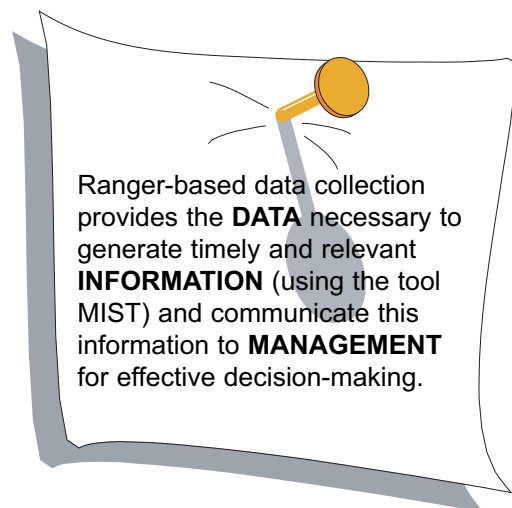 Ranger-based data collection
provides the DATA necessary to
generate timely and relevant
INFORMATION (using the tool
MIST) and communicate this
information to MANAGEMENT
for effective decision-making.